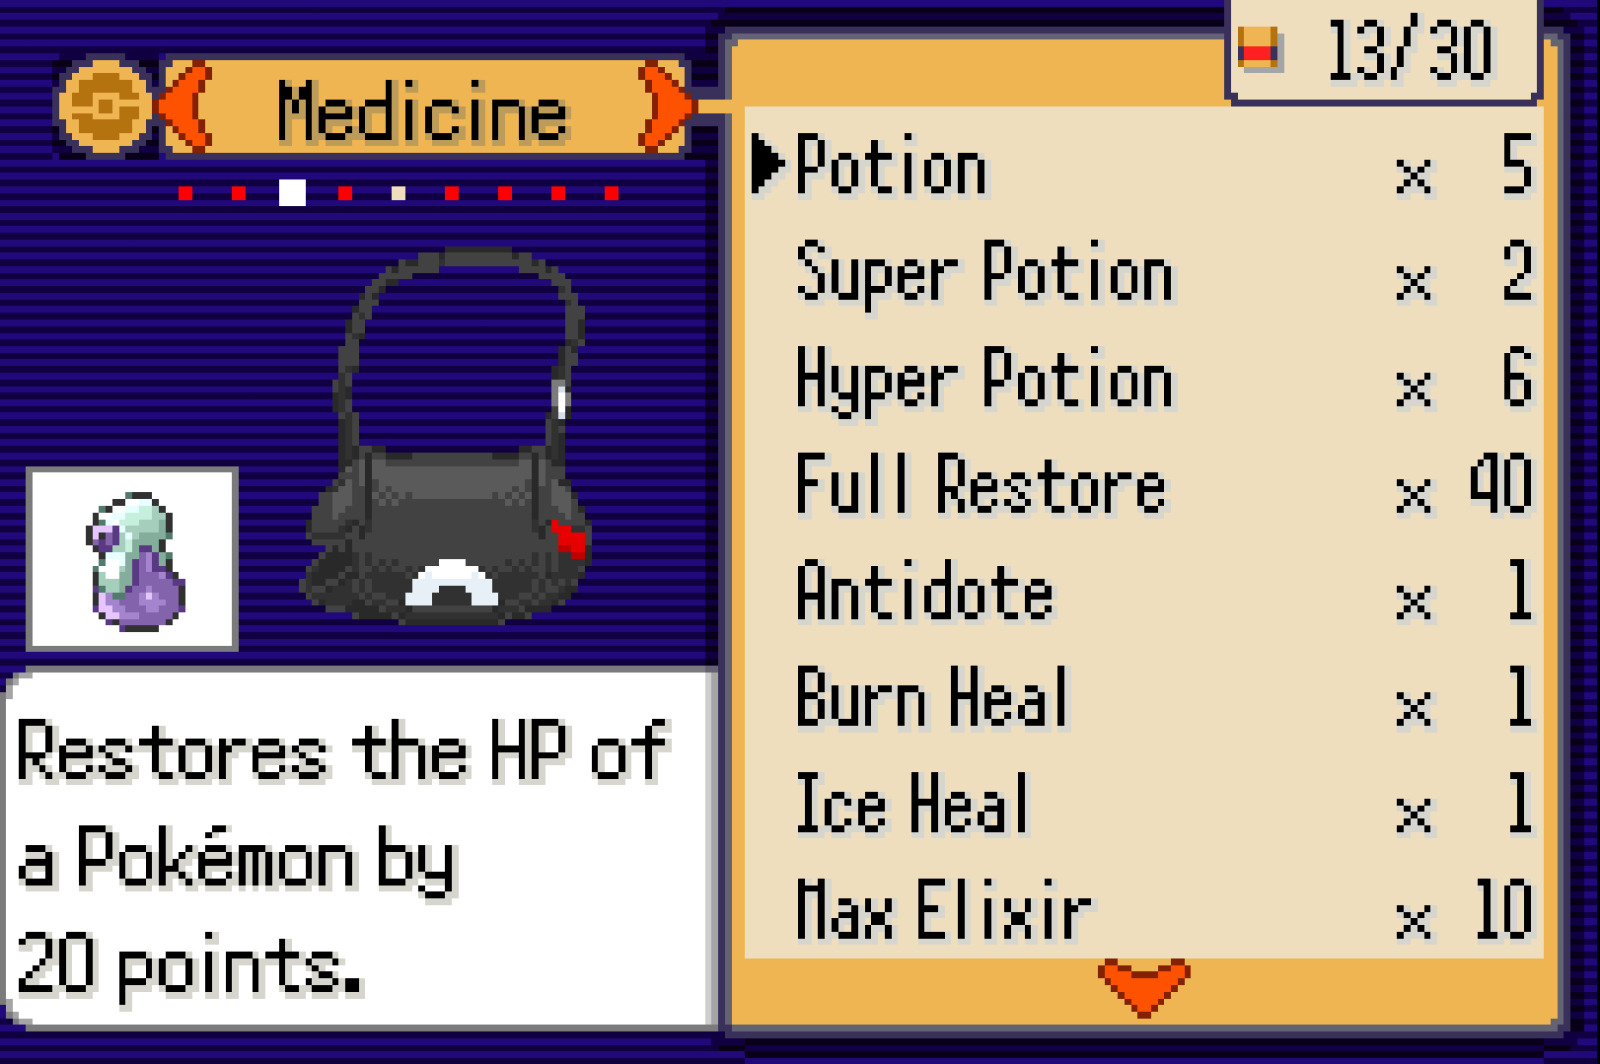 Medicine
13/30
Potion × 5
Super Potion × 2
Hyper Potion × 6
Full Restore × 40
Antidote × 1
Burn Heal × 1
Ice Heal × 1
Max Elixir × 10
Restores the HP of
a Pokémon by
20 points.